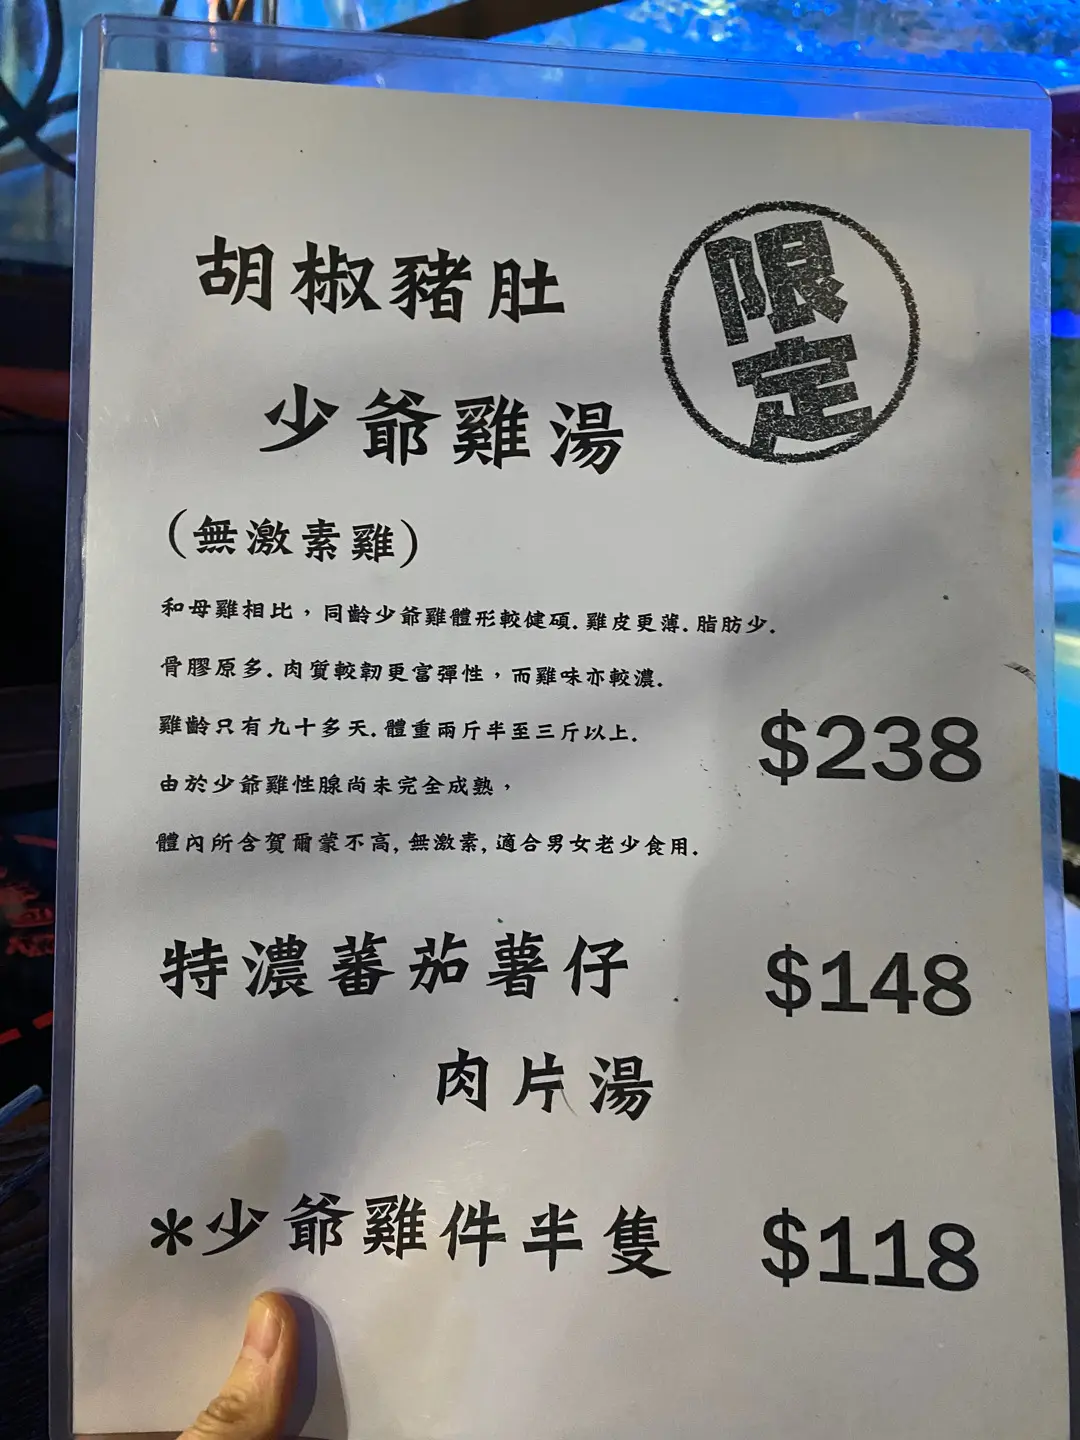 胡椒豬肚
限定
少爺雞湯
(無激素雞)
和母雞相比，同齡少爺雞體形較健碩.雞皮更薄.脂肪少.
骨膠原多.肉質較韌更富彈性，而雞味亦較濃.
雞齡只有九十多天.體重兩斤半至三斤以上.
$238
由於少爺雞性腺尚未完全成熟，
體內所含賀爾蒙不高,無激素,適合男女老少食用.
特濃蕃茄薯仔 $148
肉片湯
*少爺雞件半隻 $118